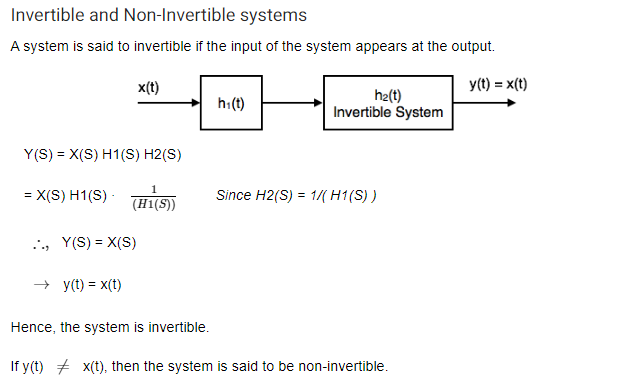 Invertible and Non-Invertible systems
A system is said to invertible if the input of the system appears at the output.
x(t)
h₁(t)
h₂(t)
Invertible System
y(t) = x(t)
Y(S) = X(S) H1(S) H2(S)
= X(S) H1(S) · 1/(H1(S)) Since H2(S) = 1/( H1(S) )
∴, Y(S) = X(S)
→ y(t) = x(t)
Hence, the system is invertible.
If y(t) ≠ x(t), then the system is said to be non-invertible.